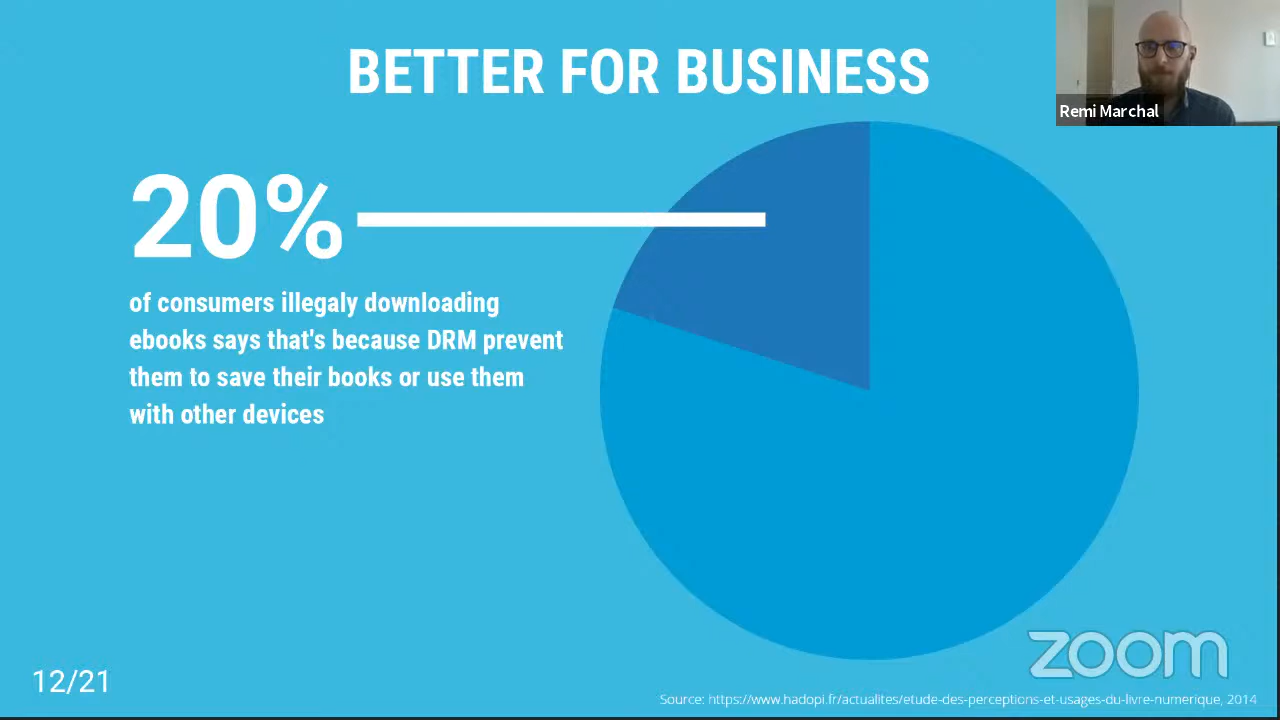 BETTER FOR BUSINESS
Remi Marchal
20%
of consumers illegaly downloading
ebooks says that's because DRM prevent
them to save their books or use them
with other devices
zoom
12/21
Source: https://www.hadopi.fr/actualites/etude-des-perceptions-et-usages-du-livre-numerique, 2014